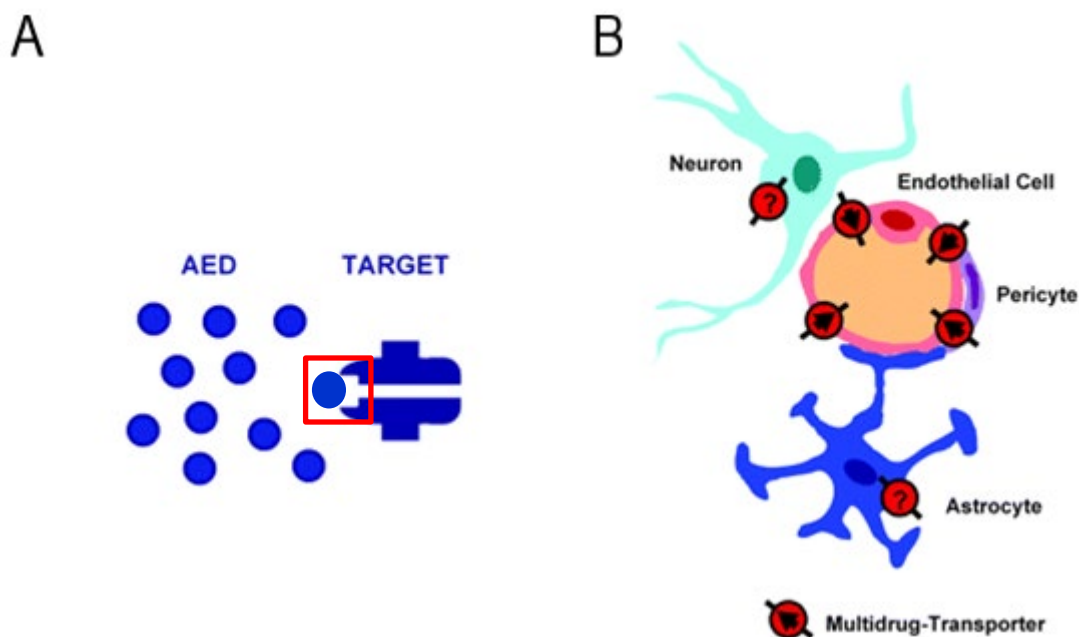 A
B
AED
TARGET
Neuron
?
Endothelial Cell
Pericyte
?
Astrocyte
Multidrug-Transporter